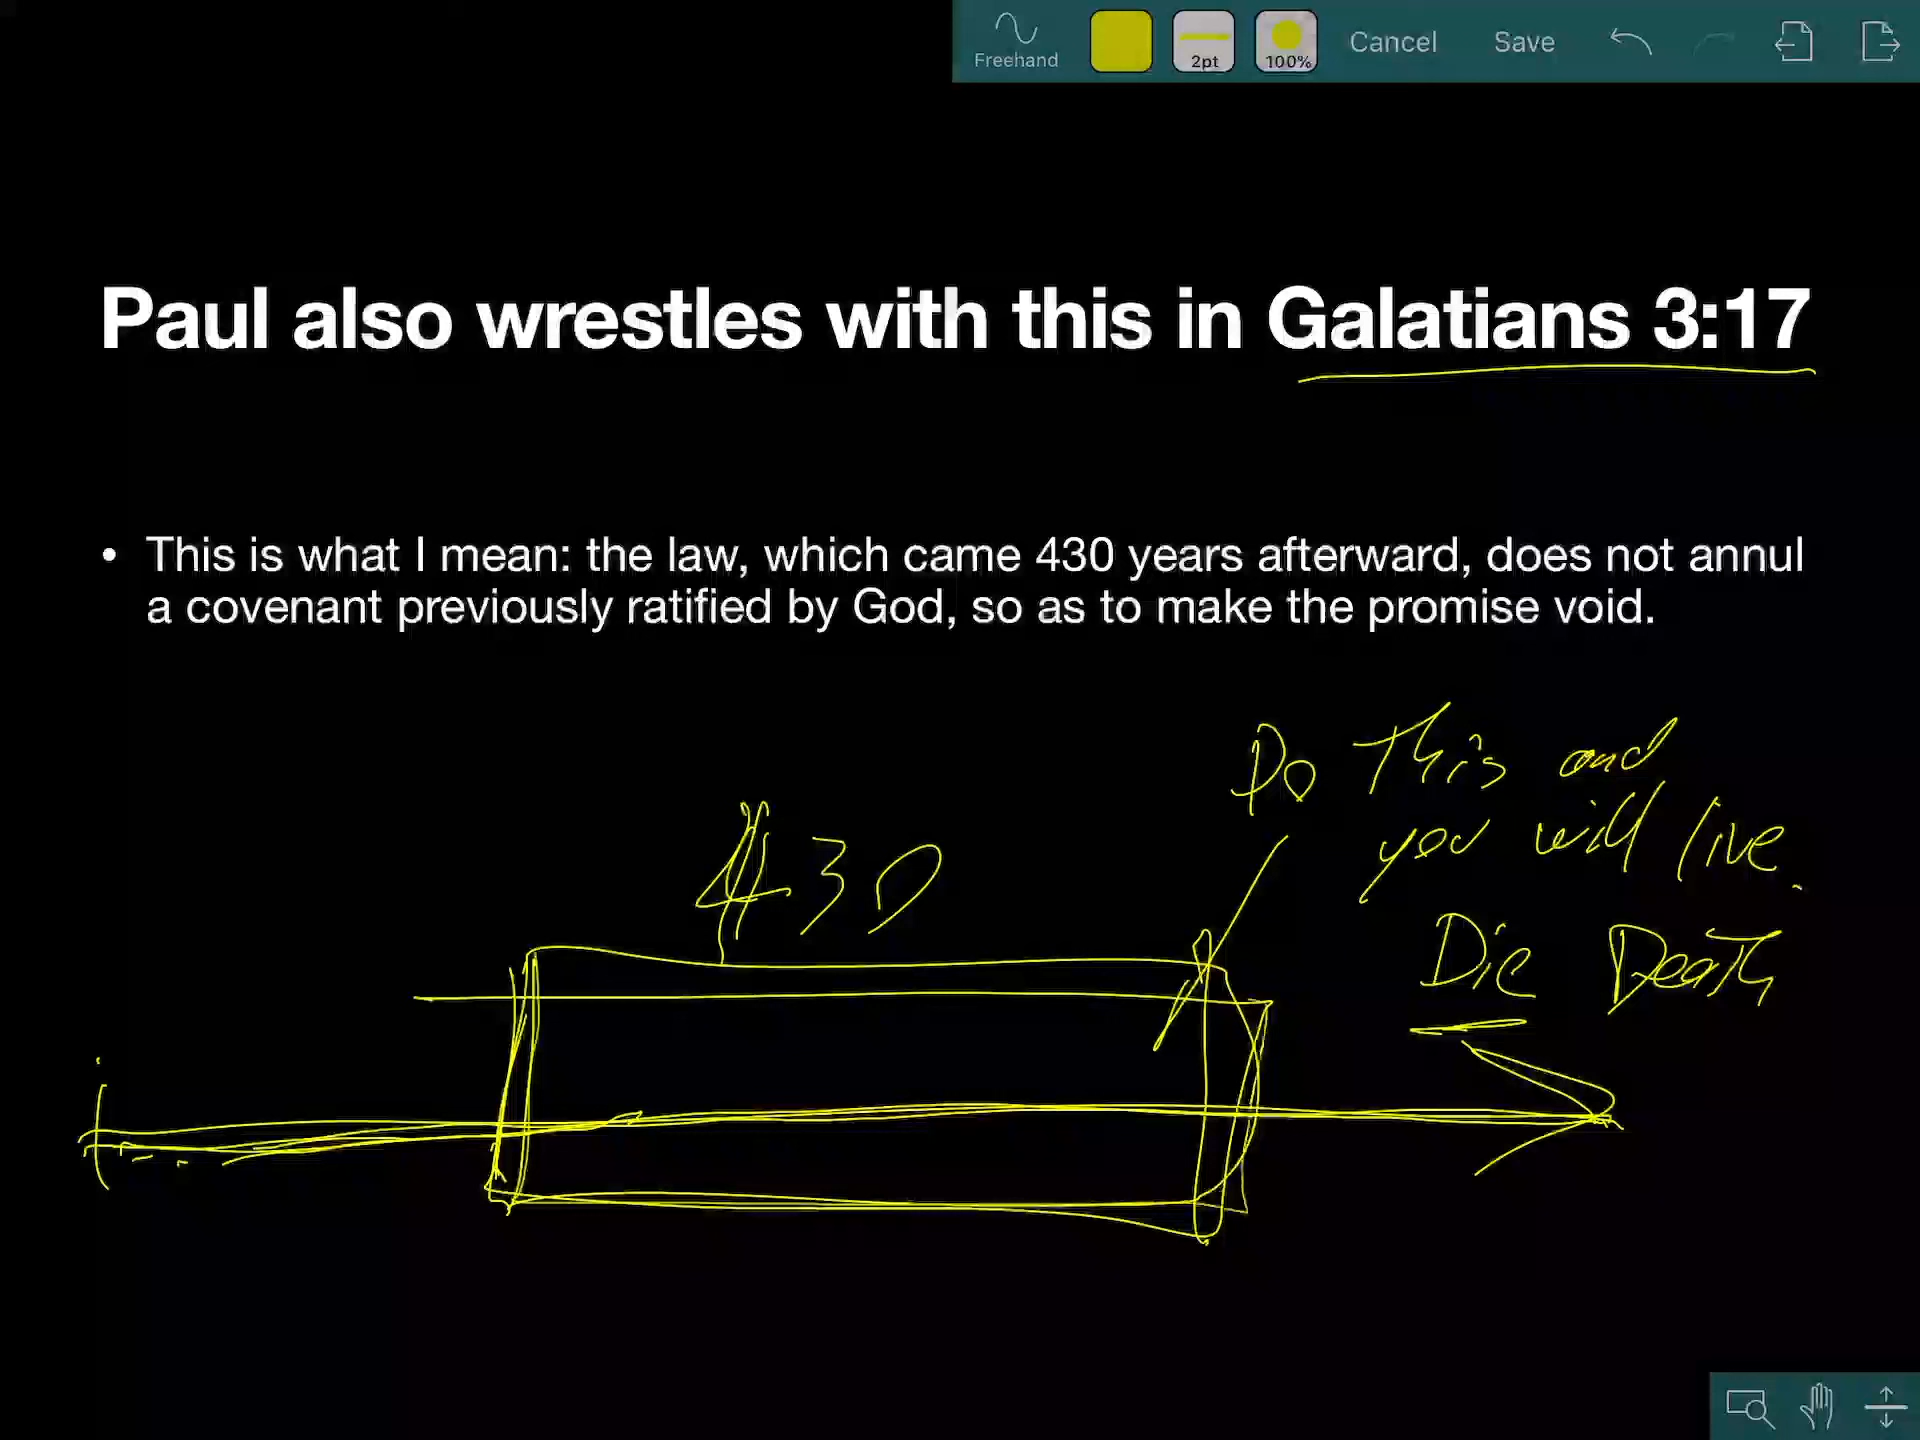 Freehand
2pt
100%
Cancel
Save
Paul also wrestles with this in Galatians 3:17
• This is what I mean: the law, which came 430 years afterward, does not annul
a covenant previously ratified by God, so as to make the promise void.
Do This and
you will live.
430
Die Death